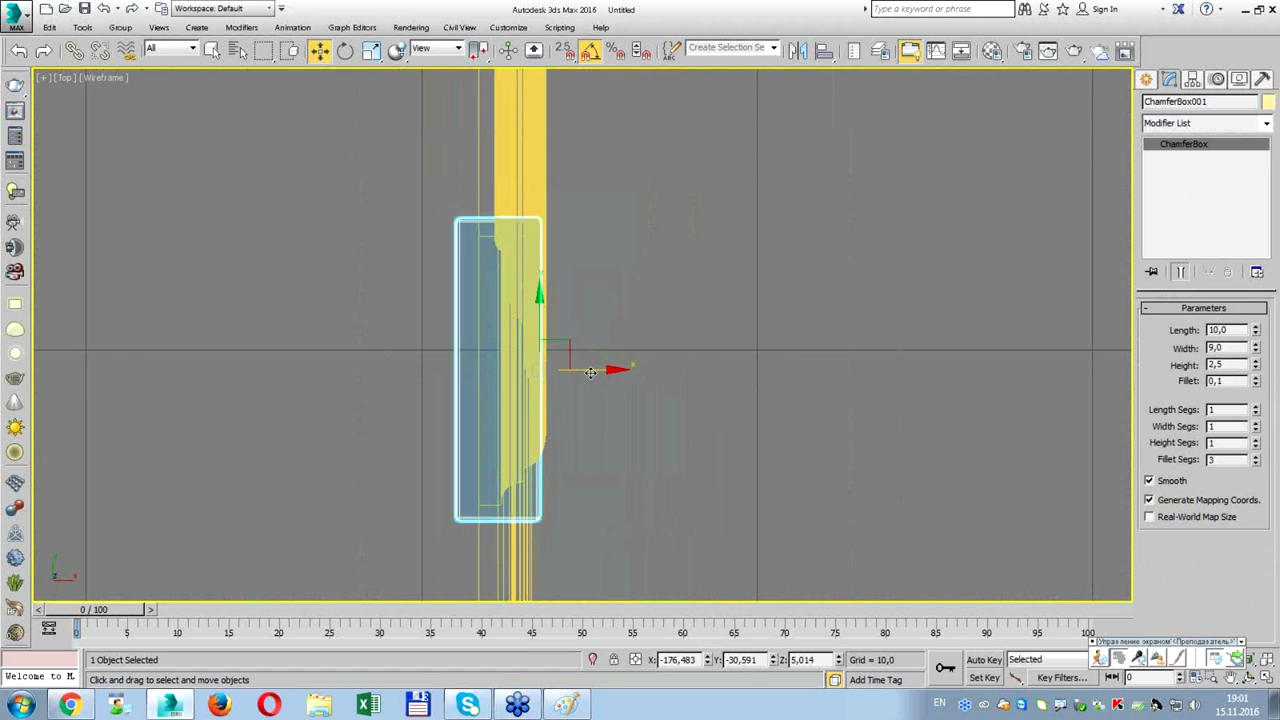 MAX
Workspace: Default
Autodesk 3ds Max 2016
Untitled
Type a keyword or phrase
Sign In
Edit
Tools
Group
Views
Create
Modifiers
Animation
Graph Editors
Rendering
Civil View
Customize
Scripting
Help
All
View
2.5
Create Selection Se
[ + ] [Top ] [Wireframe ]
ChamferBox001
Modifier List
ChamferBox
Parameters
Length: 10,0
Width: 9,0
Height: 2,5
Fillet: 0,1
Length Segs: 1
Width Segs: 1
Height Segs: 1
Fillet Segs: 3
Smooth
Generate Mapping Coords.
Real-World Map Size
0 / 100
0 5 10 15 20 25 30 35 40 45 50 55 60 65 70 75 80 85 90 95 100
Управление экраном <Преподаватель>
1 Object Selected
X: -176,483
Y: -30,591
Z: 5,014
Grid = 10,0
Auto Key
Selected
Welcome to M
Click and drag to select and move objects
Add Time Tag
Set Key
Key Filters...
0
EN
19:01
15.11.2016